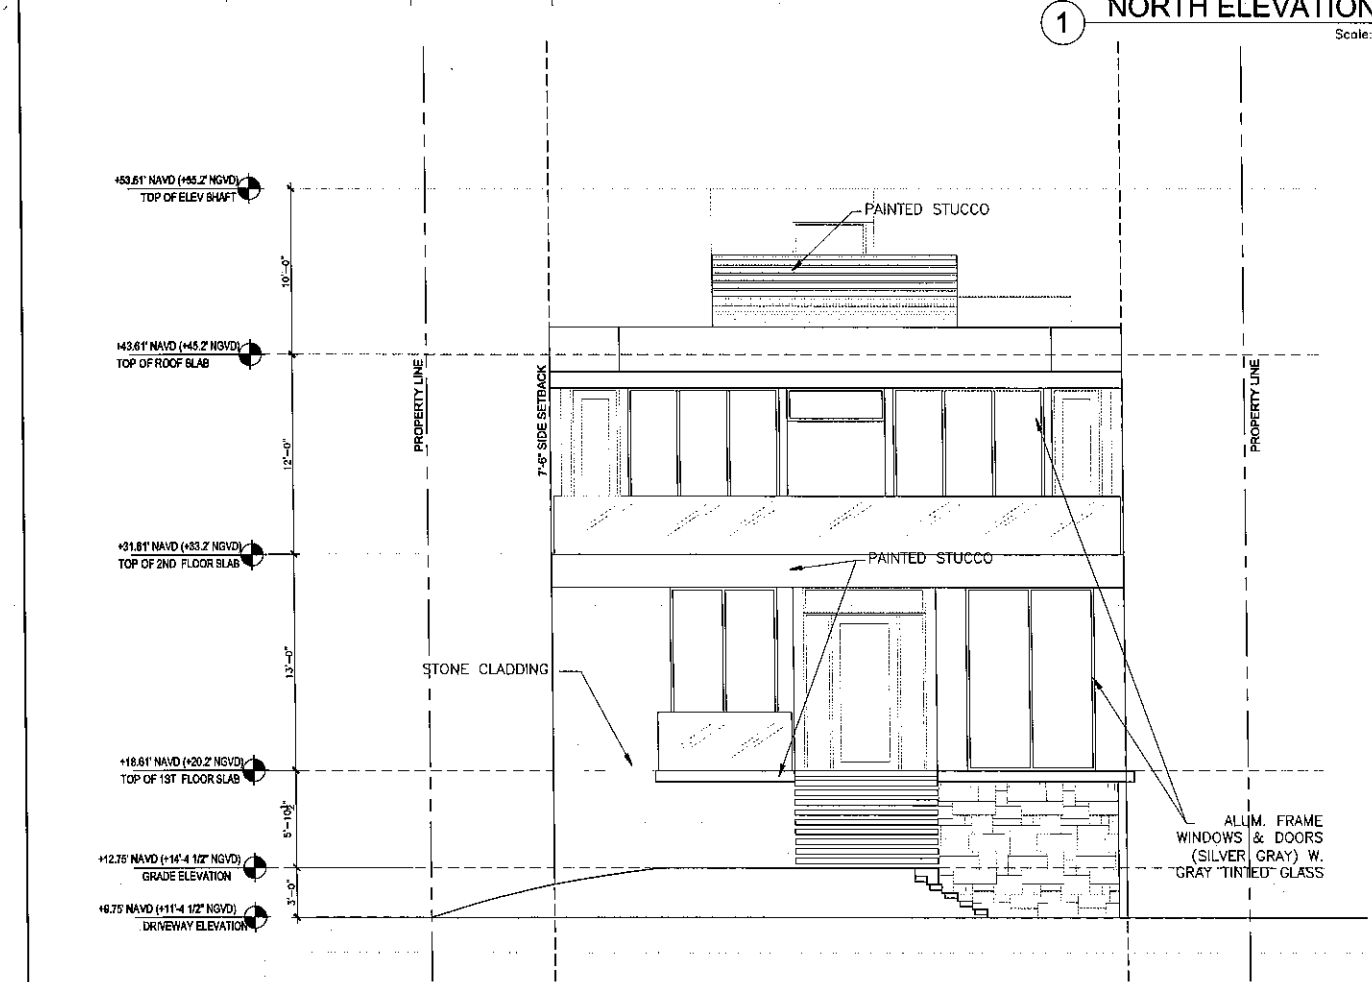 1
NORTH ELEVATION
Scale:
+53.61' NAVD (+55.2' NGVD)
TOP OF ELEV SHAFT
PAINTED STUCCO
10'-0"
+43.61' NAVD (+45.2' NGVD)
TOP OF ROOF SLAB
PROPERTY LINE
7'-6" SIDE SETBACK
PROPERTY LINE
12'-0"
+31.61' NAVD (+33.2' NGVD)
TOP OF 2ND FLOOR SLAB
PAINTED STUCCO
13'-0"
STONE CLADDING
+18.61' NAVD (+20.2' NGVD)
TOP OF 1ST FLOOR SLAB
5'-10½"
ALUM. FRAME
WINDOWS & DOORS
(SILVER GRAY) W.
GRAY TINTED GLASS
+12.75' NAVD (+14'-4 1/2" NGVD)
GRADE ELEVATION
3'-0"
+9.75' NAVD (+11'-4 1/2" NGVD)
DRIVEWAY ELEVATION